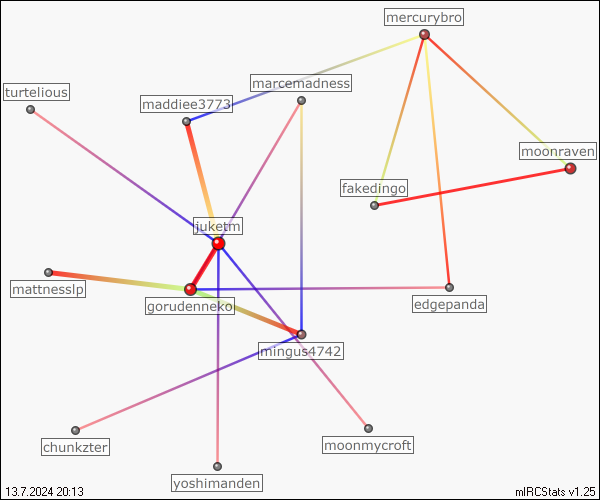 mercurybro
marcemadness
turtelious
maddiee3773
moonraven
fakedingo
juketm
mattnesslp
gorudenneko
edgepanda
mingus4742
chunkzter
moonmycroft
yoshimanden
13.7.2024 20:13
mIRCStats v1.25